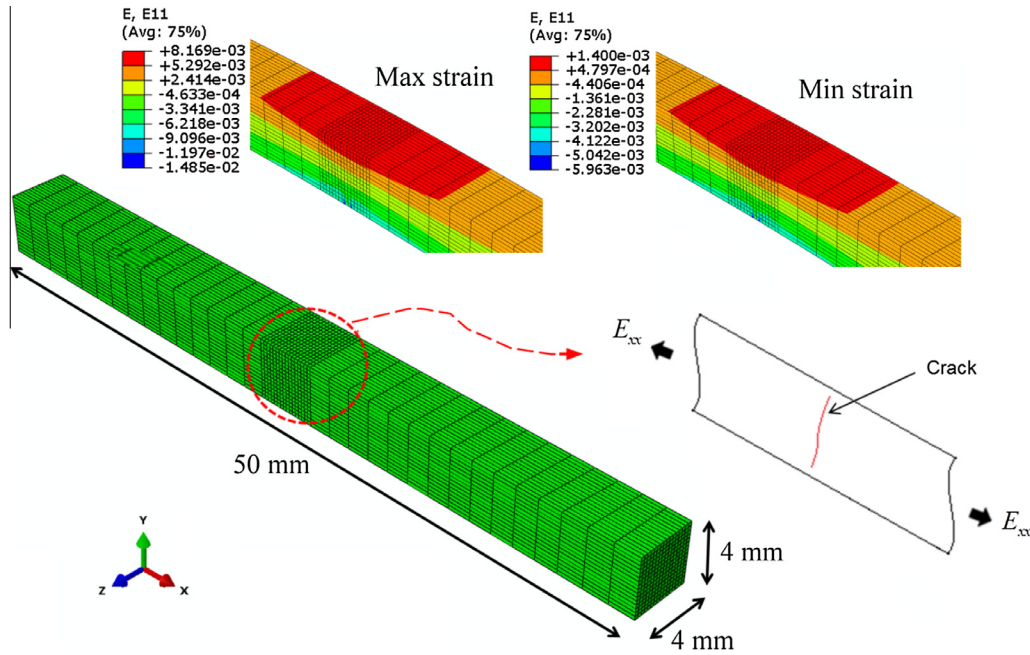 E, E11
(Avg: 75%)
+8.169e-03
+5.292e-03
+2.414e-03
-4.633e-04
-3.341e-03
-6.218e-03
-9.096e-03
-1.197e-02
-1.485e-02
Max strain
E, E11
(Avg: 75%)
+1.400e-03
+4.797e-04
-4.406e-04
-1.361e-03
-2.281e-03
-3.202e-03
-4.122e-03
-5.042e-03
-5.963e-03
Min strain
Exx
Crack
50 mm
Exx
4 mm
4 mm
Y
Z
X